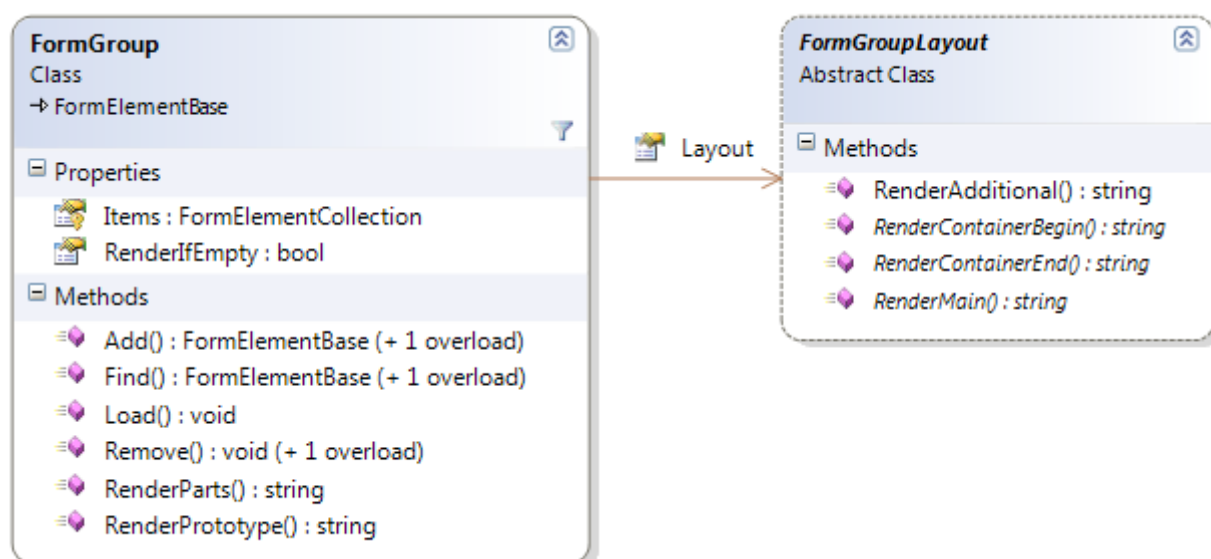 FormGroup
Class
FormElementBase
Properties
Items : FormElementCollection
RenderIfEmpty : bool
Methods
Add() : FormElementBase (+ 1 overload)
Find() : FormElementBase (+ 1 overload)
Load() : void
Remove() : void (+ 1 overload)
RenderParts() : string
RenderPrototype() : string
Layout
FormGroupLayout
Abstract Class
Methods
RenderAdditional() : string
RenderContainerBegin() : string
RenderContainerEnd() : string
RenderMain() : string